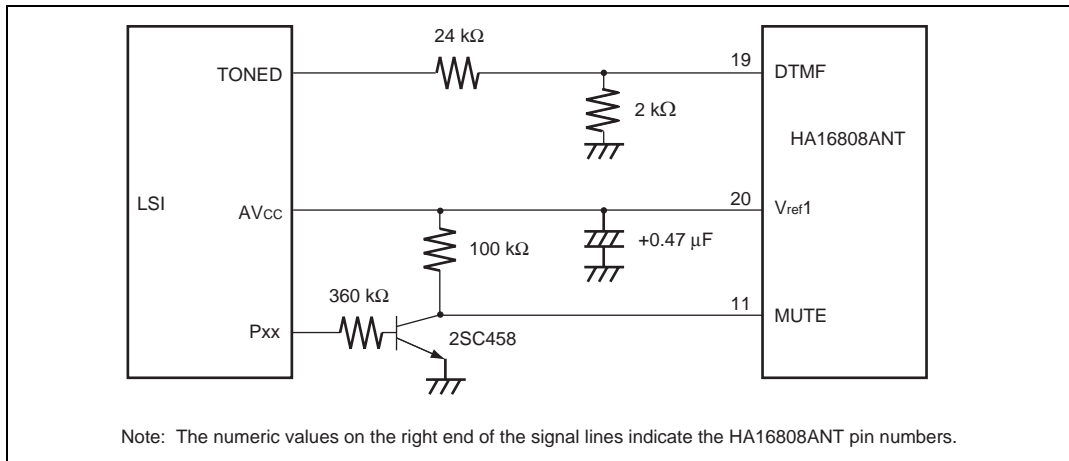 24 kΩ
TONED
19
DTMF
2 kΩ
HA16808ANT
LSI
AVcc
20
Vref1
100 kΩ
+0.47 μF
360 kΩ
11
MUTE
Pxx
2SC458
Note: The numeric values on the right end of the signal lines indicate the HA16808ANT pin numbers.